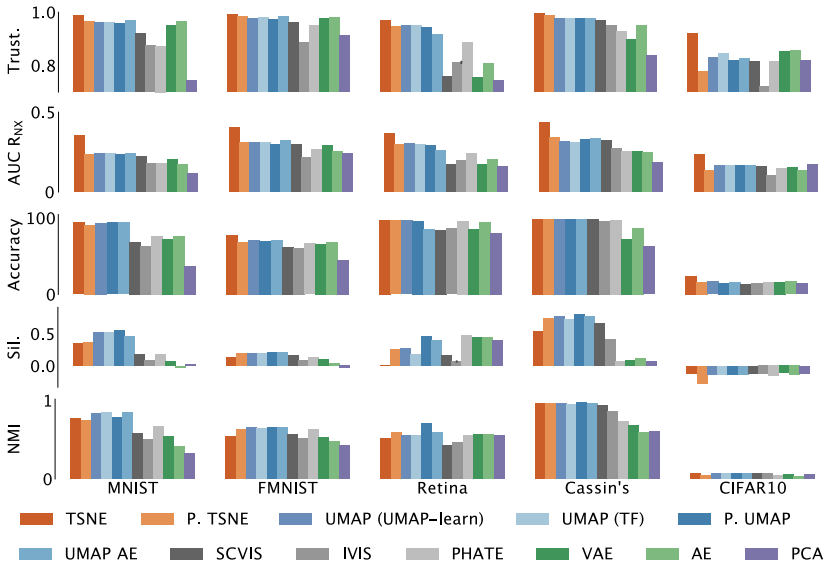 Trust.
1.0
0.8
AUC RNX
0.5
0
Accuracy
100
0
Sil.
0.5
0.0
NMI
1
0
MNIST FMNIST Retina Cassin's CIFAR10
TSNE P. TSNE UMAP (UMAP-learn) UMAP (TF) P. UMAP
UMAP AE SCVIS IVIS PHATE VAE AE PCA